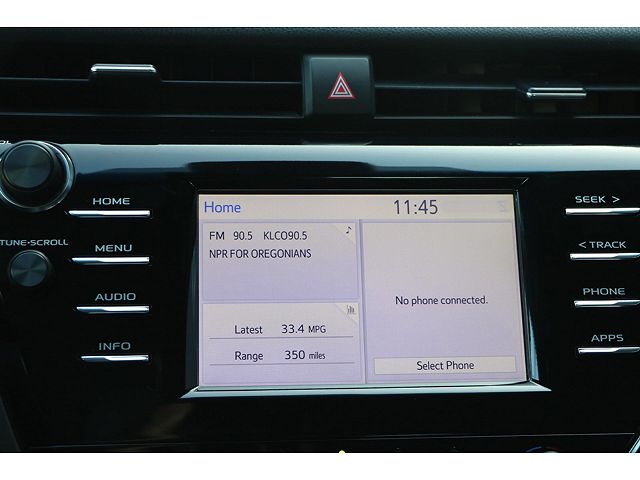 HOME
MENU
TUNE•SCROLL
AUDIO
INFO
Home 11:45
FM 90.5 KLCO90.5
NPR FOR OREGONIANS
Latest 33.4 MPG
Range 350 miles
No phone connected.
Select Phone
SEEK >
< TRACK
PHONE
APPS